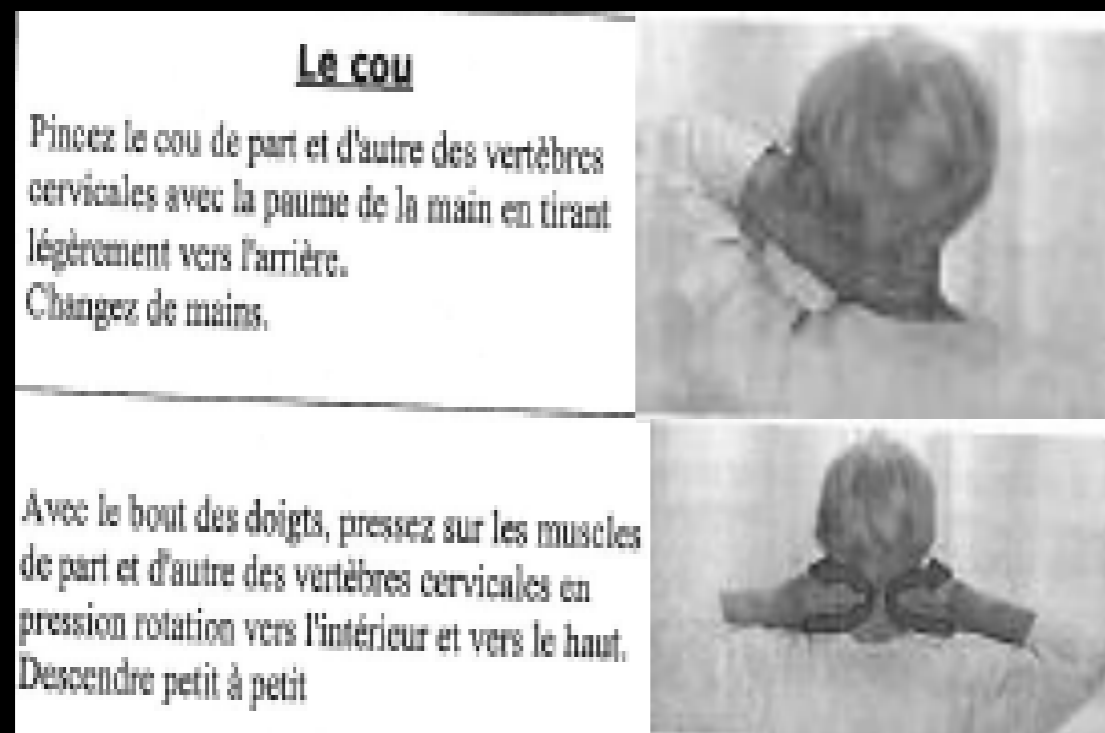 Le cou
Pincez le cou de part et d'autre des vertèbres
cervicales avec la paume de la main en tirant
légèrement vers l'arrière.
Changez de mains.
Avec le bout des doigts, pressez sur les muscles
de part et d'autre des vertèbres cervicales en
pression rotation vers l'intérieur et vers le haut.
Descendre petit à petit